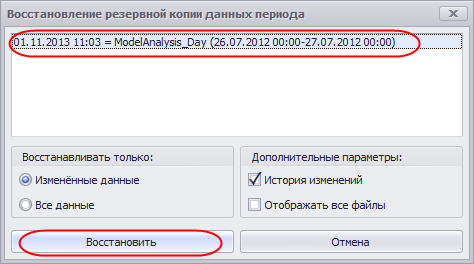 Восстановление резервной копии данных периода
01.11.2013 11:03 = ModelAnalysis_Day (26.07.2012 00:00-27.07.2012 00:00)
Восстанавливать только:
Изменённые данные
Все данные
Дополнительные параметры:
История изменений
Отображать все файлы
Восстановить
Отмена